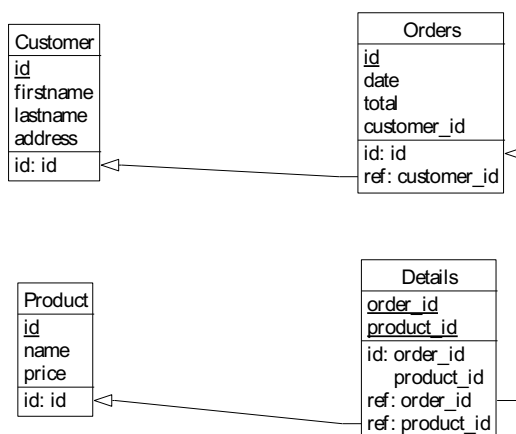 Customer
id
firstname
lastname
address
id: id
Orders
id
date
total
customer_id
id: id
ref: customer_id
Product
id
name
price
id: id
Details
order_id
product_id
id: order_id
product_id
ref: order_id
ref: product_id